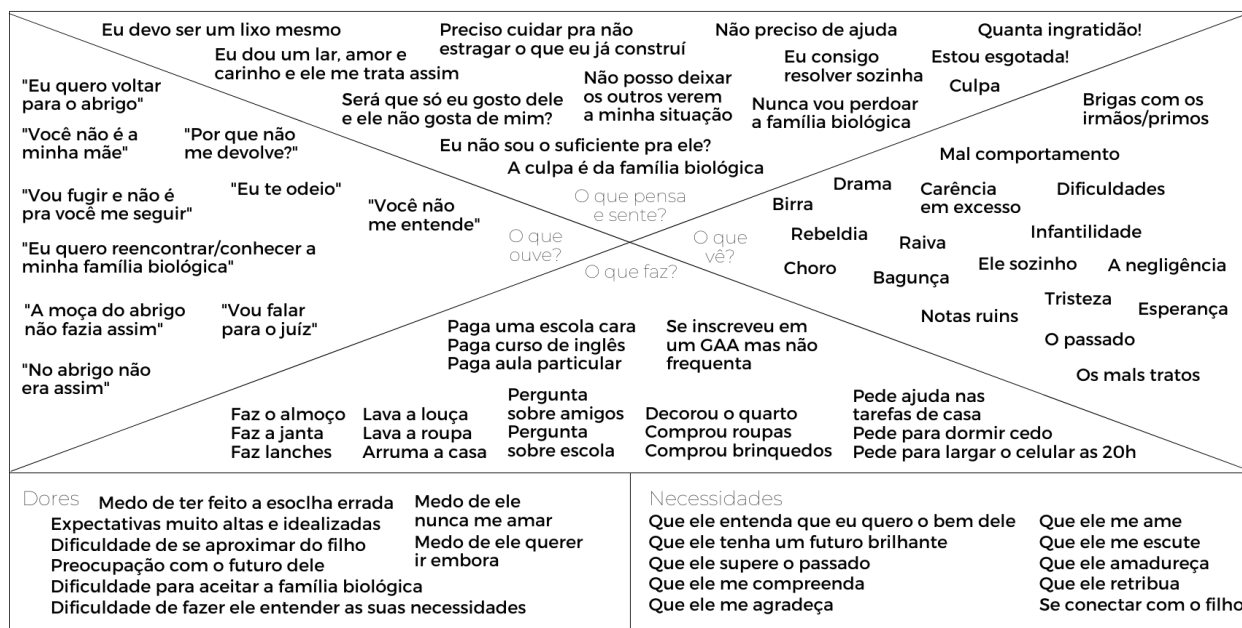 Eu devo ser um lixo mesmo
Eu dou um lar, amor e
carinho e ele me trata assim
Preciso cuidar pra não
estragar o que eu já construí
Não preciso de ajuda
Quanta ingratidão!
Será que só eu gosto dele
e ele não gosta de mim?
Não posso deixar
os outros verem
a minha situação
Eu consigo
resolver sozinha
Estou esgotada!
Culpa
Nunca vou perdoar
a família biológica
Eu não sou o suficiente pra ele?
A culpa é da família biológica
O que pensa
e sente?
"Eu quero voltar
para o abrigo"
"Você não é a
minha mãe"
"Por que não
me devolve?"
"Vou fugir e não é
pra você me seguir"
"Eu te odeio"
"Você não
me entende"
"Eu quero reencontrar/conhecer a
minha família biológica"
"A moça do abrigo
não fazia assim"
"Vou falar
para o juíz"
"No abrigo não
era assim"
O que
ouve?
O que
vê?
Brigas com os
irmãos/primos
Mal comportamento
Drama
Carência
em excesso
Dificuldades
Birra
Rebeldia
Raiva
Infantilidade
Choro
Bagunça
Ele sozinho
A negligência
Tristeza
Esperança
Notas ruins
O passado
Os mals tratos
O que faz?
Paga uma escola cara
Paga curso de inglês
Paga aula particular
Se inscreveu em
um GAA mas não
frequenta
Faz o almoço
Faz a janta
Faz lanches
Lava a louça
Lava a roupa
Arruma a casa
Pergunta
sobre amigos
Pergunta
sobre escola
Decorou o quarto
Comprou roupas
Comprou brinquedos
Pede ajuda nas
tarefas de casa
Pede para dormir cedo
Pede para largar o celular as 20h
Dores
Medo de ter feito a esoclha errada
Expectativas muito altas e idealizadas
Dificuldade de se aproximar do filho
Preocupação com o futuro dele
Dificuldade para aceitar a família biológica
Dificuldade de fazer ele entender as suas necessidades
Medo de ele
nunca me amar
Medo de ele querer
ir embora
Necessidades
Que ele entenda que eu quero o bem dele
Que ele tenha um futuro brilhante
Que ele supere o passado
Que ele me compreenda
Que ele me agradeça
Que ele me ame
Que ele me escute
Que ele amadureça
Que ele retribua
Se conectar com o filho